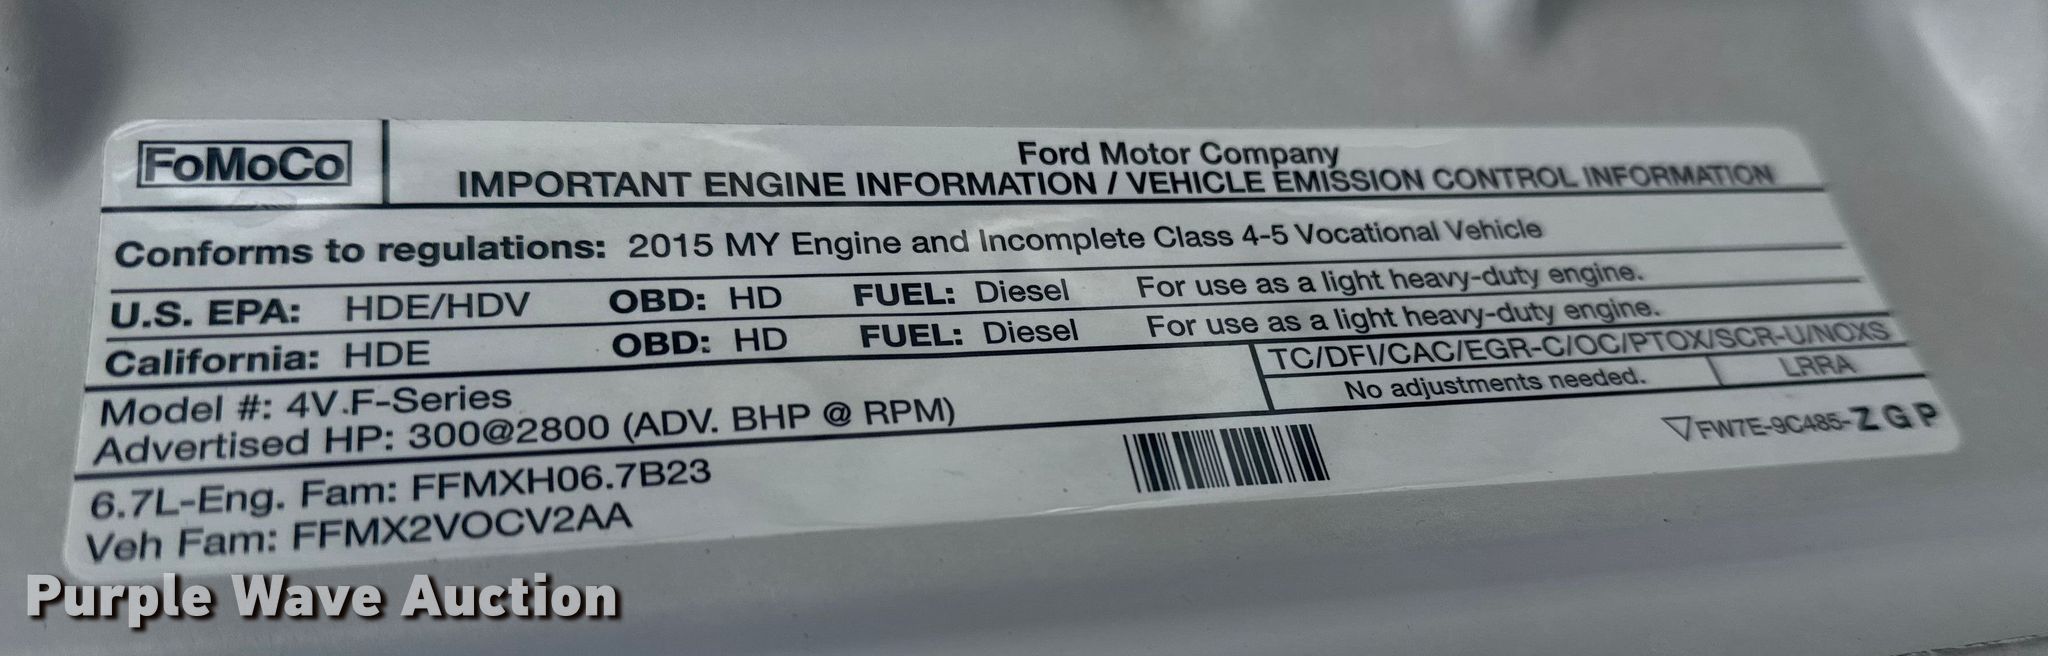 FoMoCo
Ford Motor Company
IMPORTANT ENGINE INFORMATION / VEHICLE EMISSION CONTROL INFORMATION
Conforms to regulations: 2015 MY Engine and Incomplete Class 4-5 Vocational Vehicle
U.S. EPA: HDE/HDV OBD: HD FUEL: Diesel For use as a light heavy-duty engine.
California: HDE OBD: HD FUEL: Diesel For use as a light heavy-duty engine.
TC/DFI/CAC/EGR-C/OC/PTOX/SCR-U/NOXS
No adjustments needed. LRRA
Model #: 4V.F-Series
Advertised HP: 300@2800 (ADV. BHP @ RPM)
▽FW7E-9C485-Z G P
6.7L-Eng. Fam: FFMXH06.7B23
Veh Fam: FFMX2VOCV2AA
Purple Wave Auction